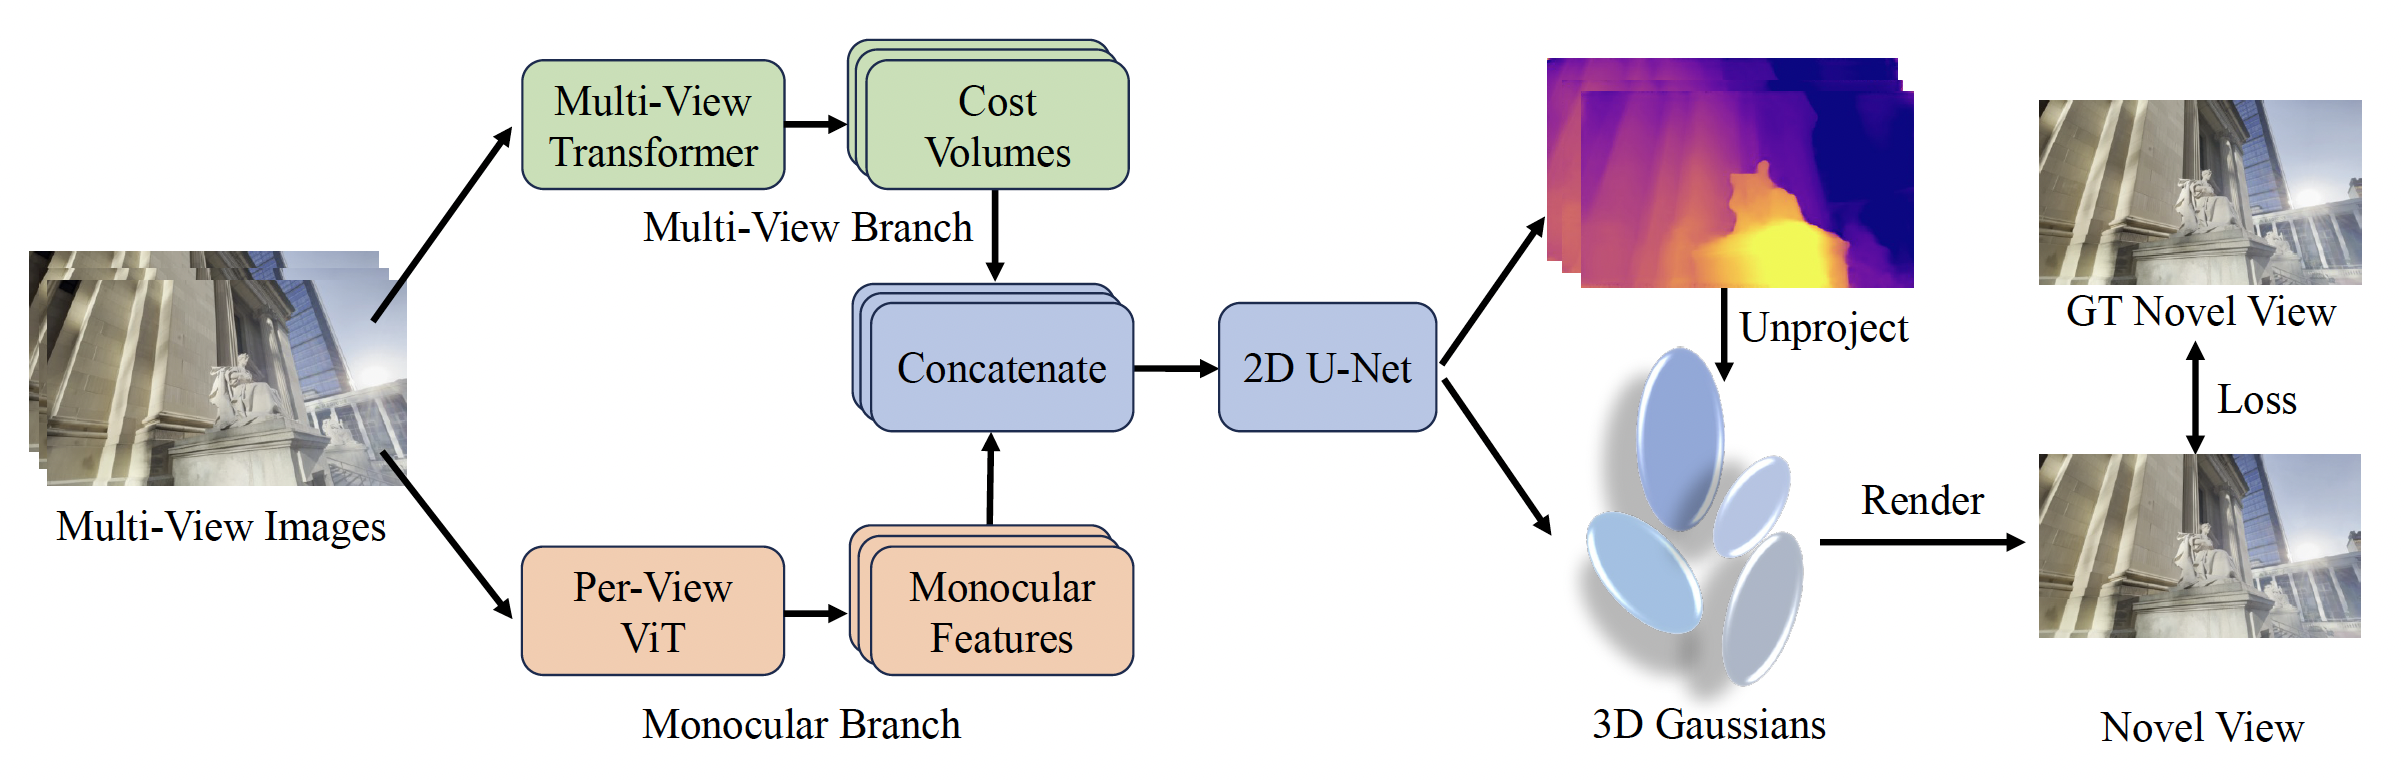 Multi-View
Transformer
Cost
Volumes
Multi-View Branch
Multi-View Images
Concatenate
2D U-Net
Per-View
ViT
Monocular
Features
Monocular Branch
Unproject
3D Gaussians
Render
GT Novel View
Loss
Novel View